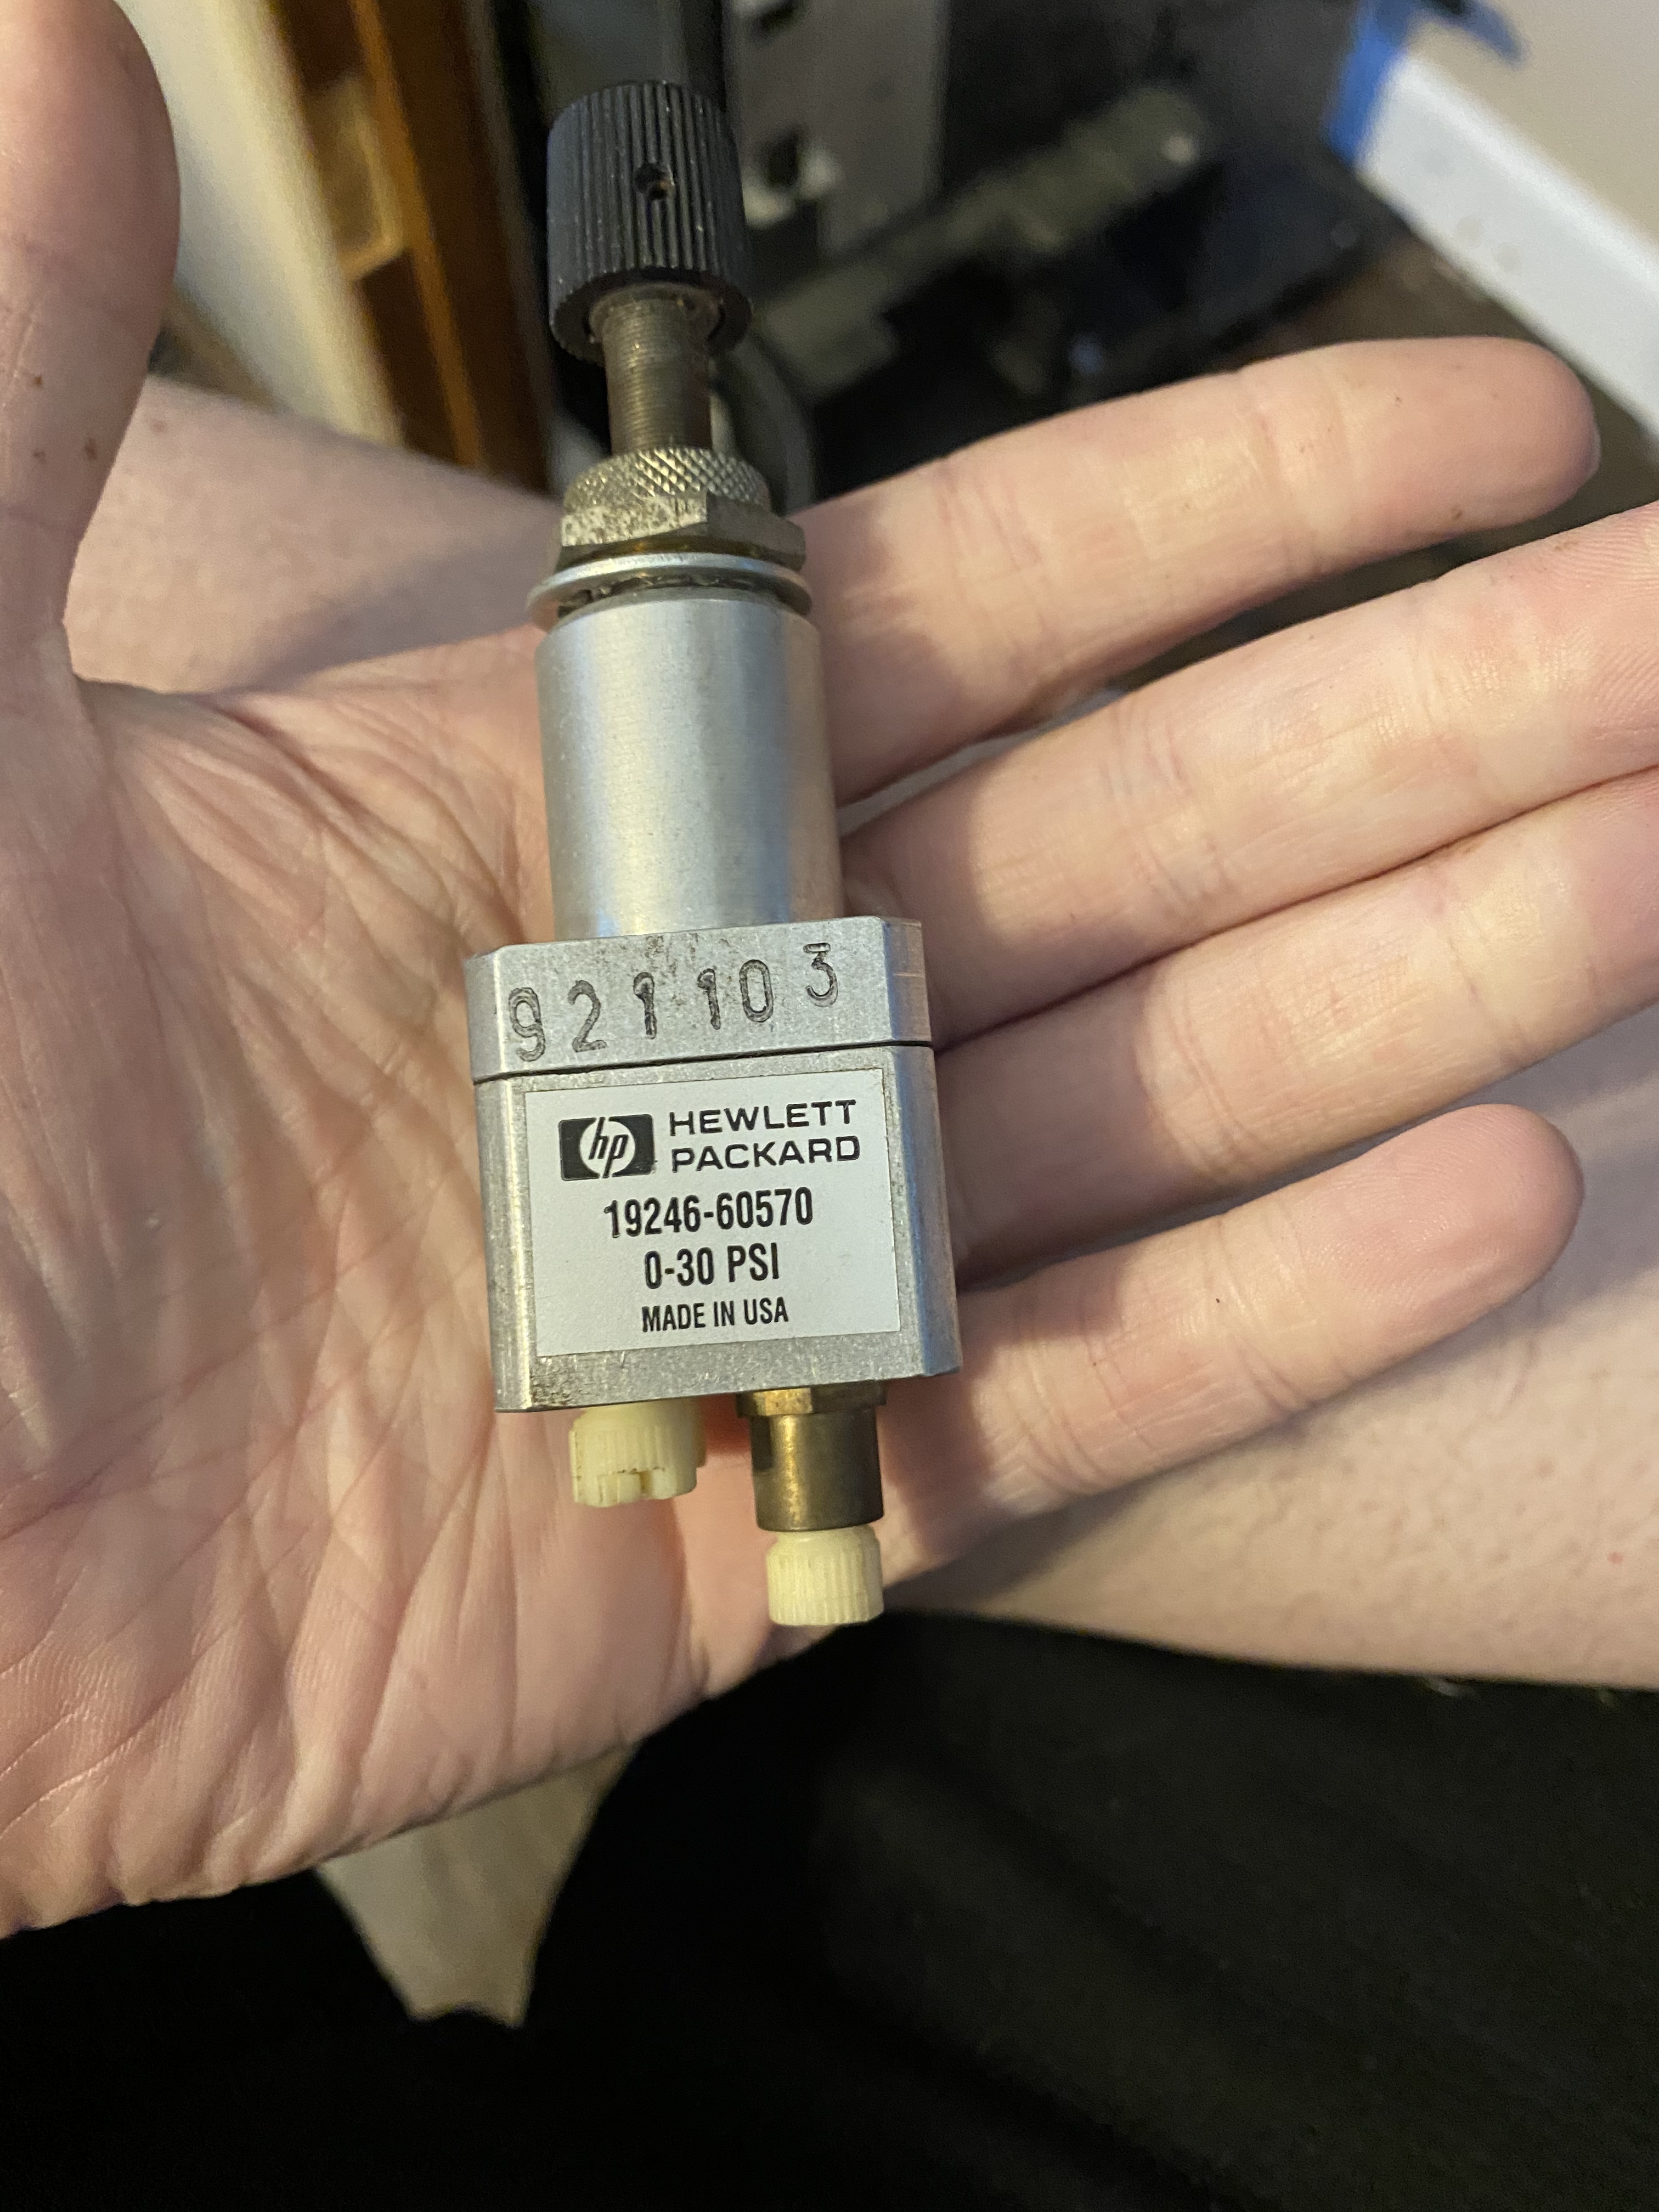 921103
hp HEWLETT
PACKARD
19246-60570
0-30 PSI
MADE IN USA